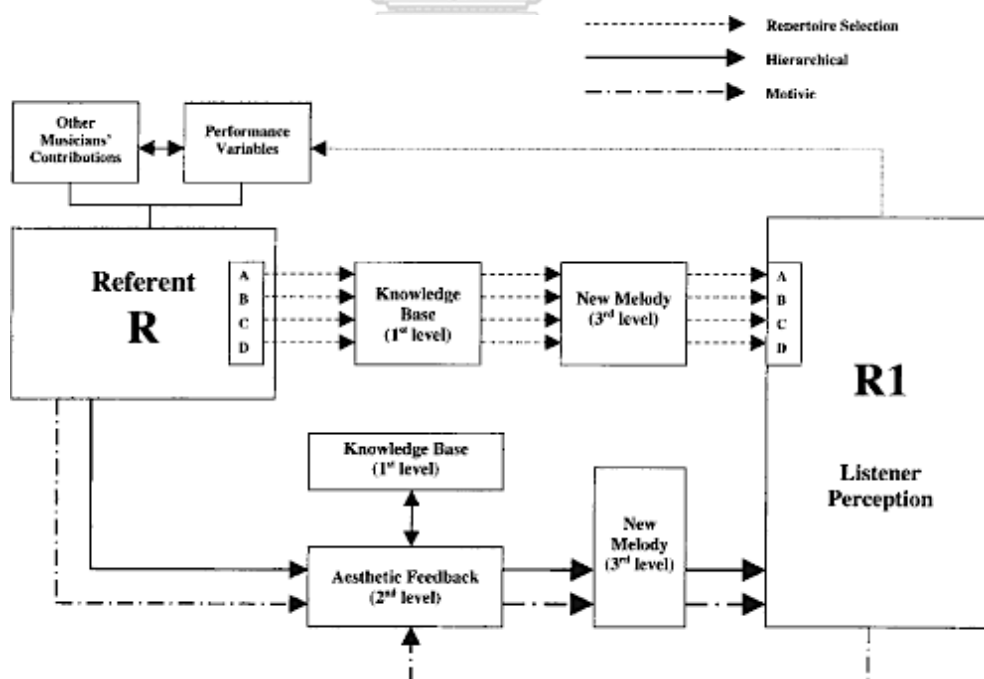 Repertoire Selection
Hierarchical
Motivic
Other
Musicians'
Contributions
Performance
Variables
Referent
R
A
B
C
D
Knowledge
Base
(1st level)
New Melody
(3rd level)
A
B
C
D
R1
Listener
Perception
Knowledge Base
(1st level)
Aesthetic Feedback
(2nd level)
New
Melody
(3rd level)